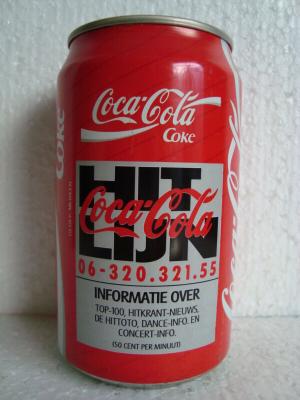 Coca-Cola
Coke
HIT
Coca-Cola
LIJN
06-320.321.55
INFORMATIE OVER
TOP-100, HITKRANT-NIEUWS,
DE HITTOTO, DANCE-INFO. EN
CONCERT-INFO.
(50 CENT PER MINUUT)
Coke